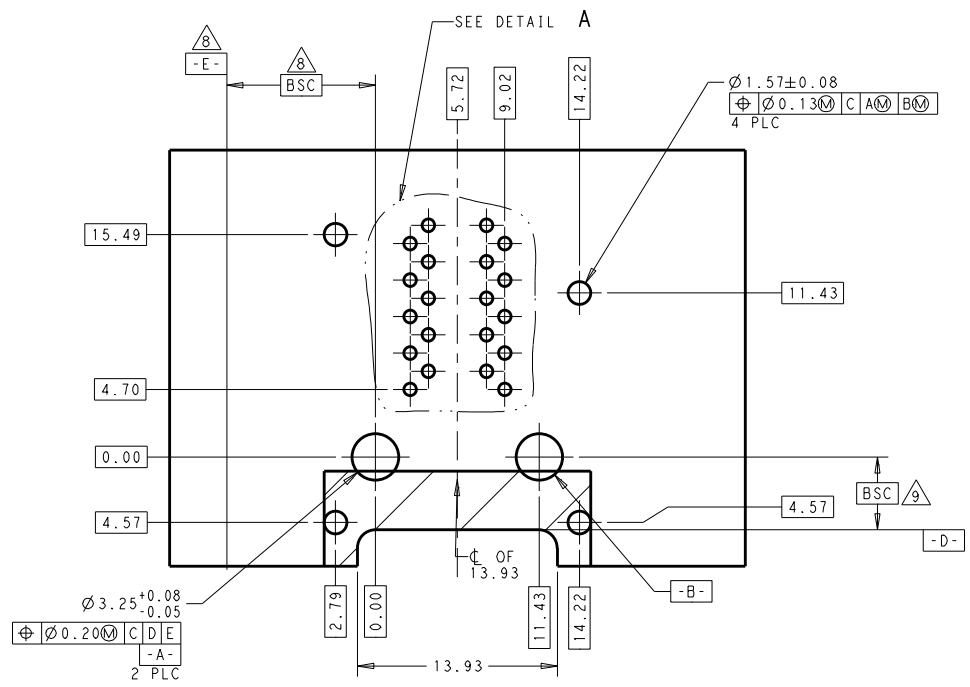 SEE DETAIL A
8
-E-
8
BSC
5.72
9.02
14.22
Ø1.57±0.08
⌖ Ø0.13Ⓜ C AⓂ BⓂ
4 PLC
15.49
11.43
4.70
0.00
4.57
4.57
BSC 9
-D-
℄ OF
13.93
-B-
Ø3.25 +0.08
-0.05
⌖ Ø0.20Ⓜ C D E
-A-
2 PLC
2.79
0.00
11.43
14.22
13.93